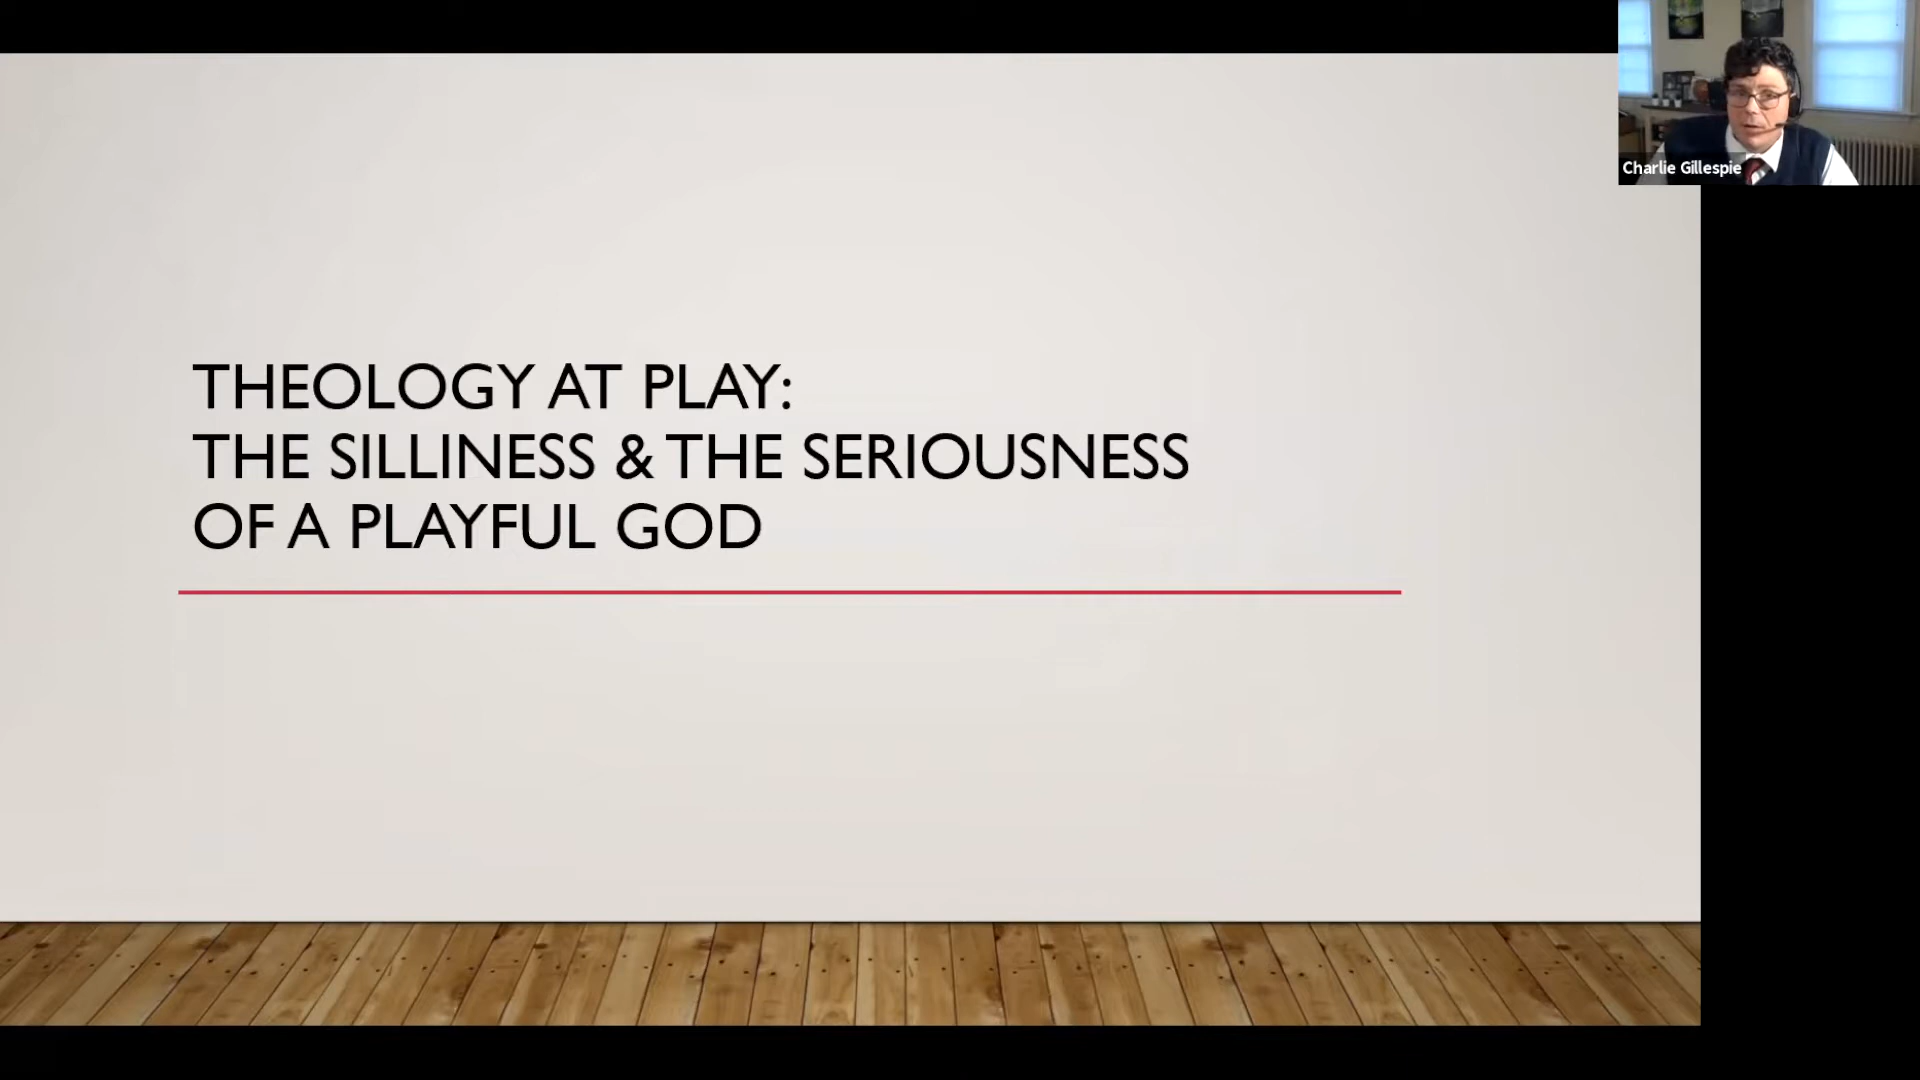 THEOLOGY AT PLAY:
THE SILLINESS & THE SERIOUSNESS
OF A PLAYFUL GOD
Charlie Gillespie